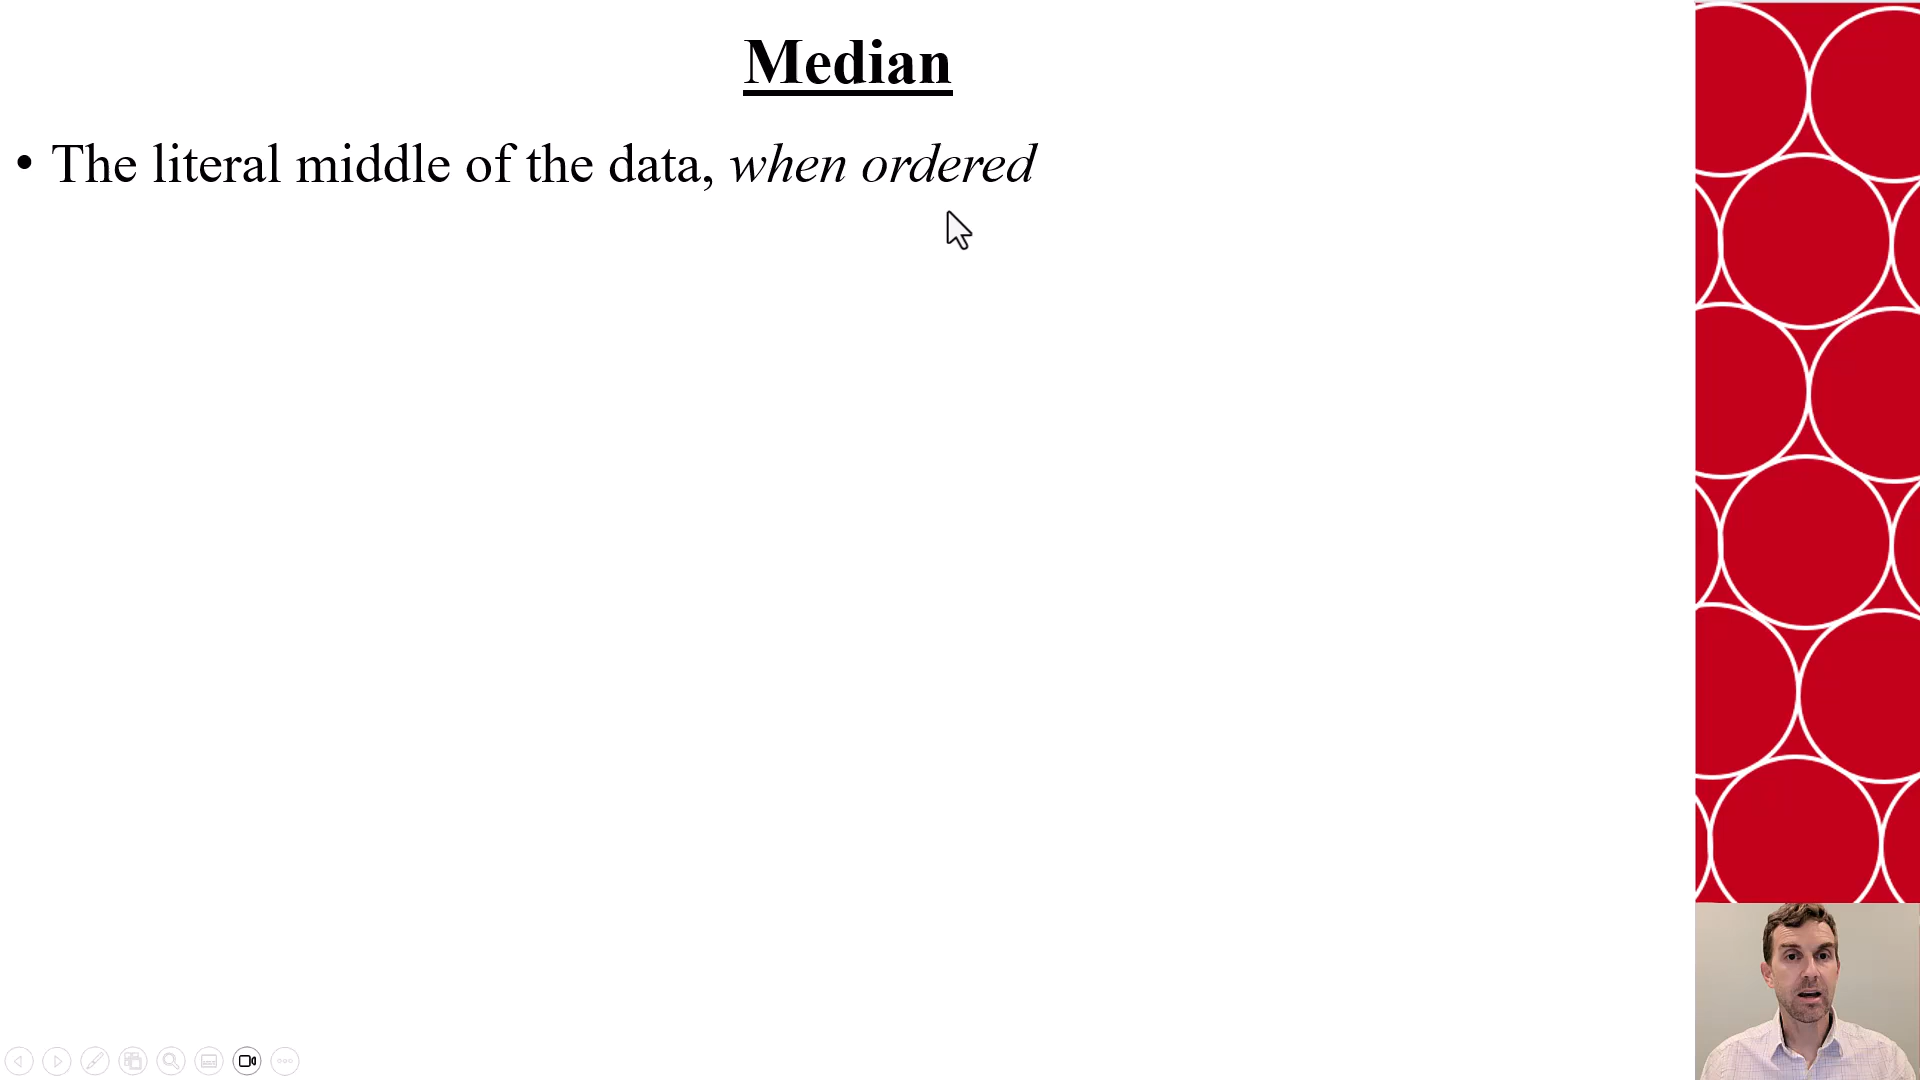 Median
• The literal middle of the data, when ordered